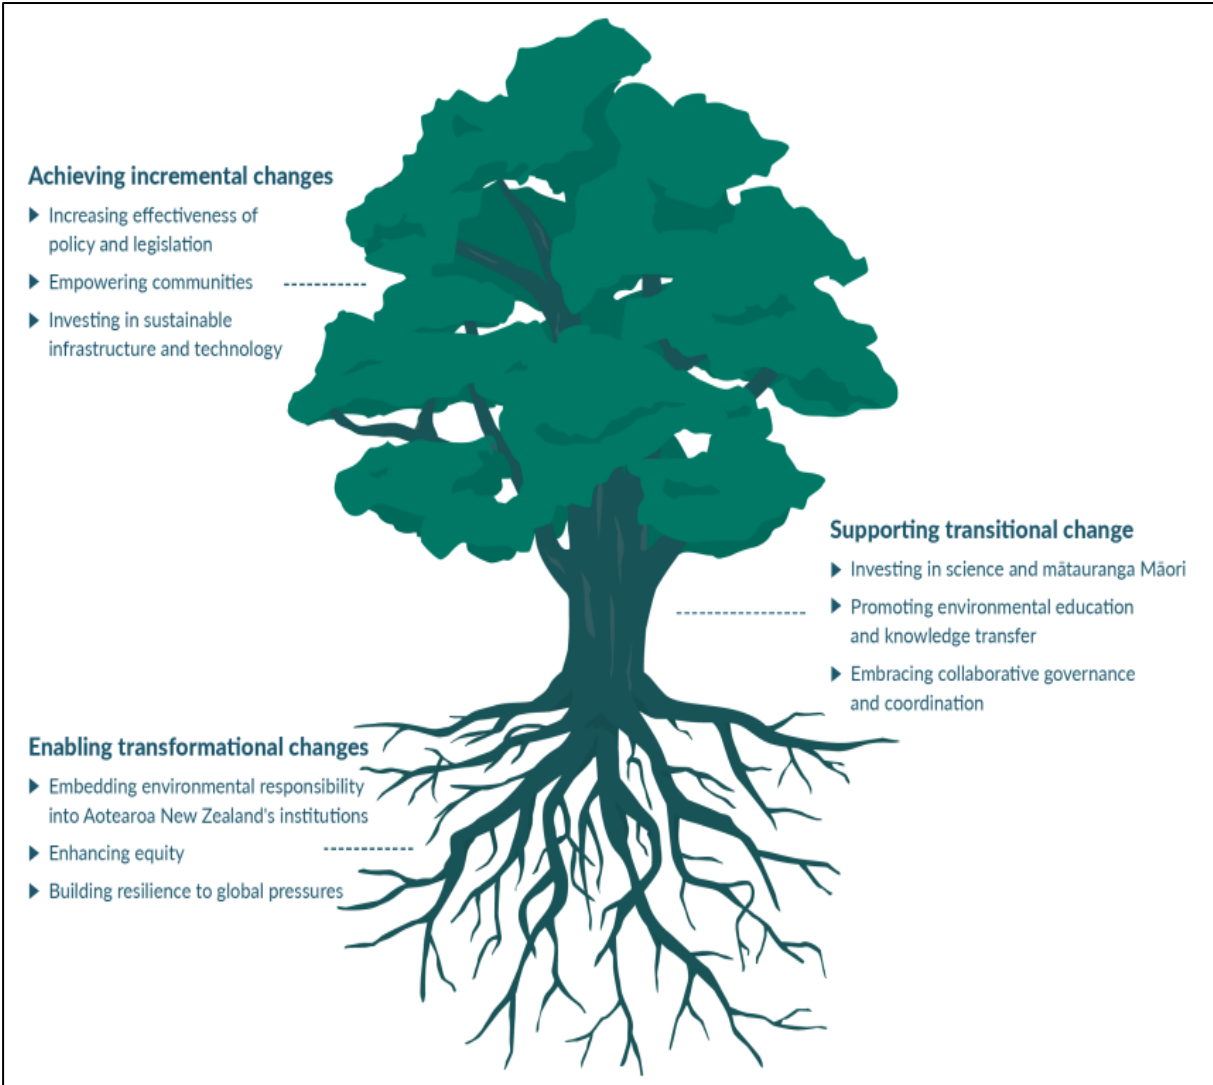 Achieving incremental changes
Increasing effectiveness of
policy and legislation
Empowering communities
Investing in sustainable
infrastructure and technology
Supporting transitional change
Investing in science and mātauranga Māori
Promoting environmental education
and knowledge transfer
Embracing collaborative governance
and coordination
Enabling transformational changes
Embedding environmental responsibility
into Aotearoa New Zealand's institutions
Enhancing equity
Building resilience to global pressures